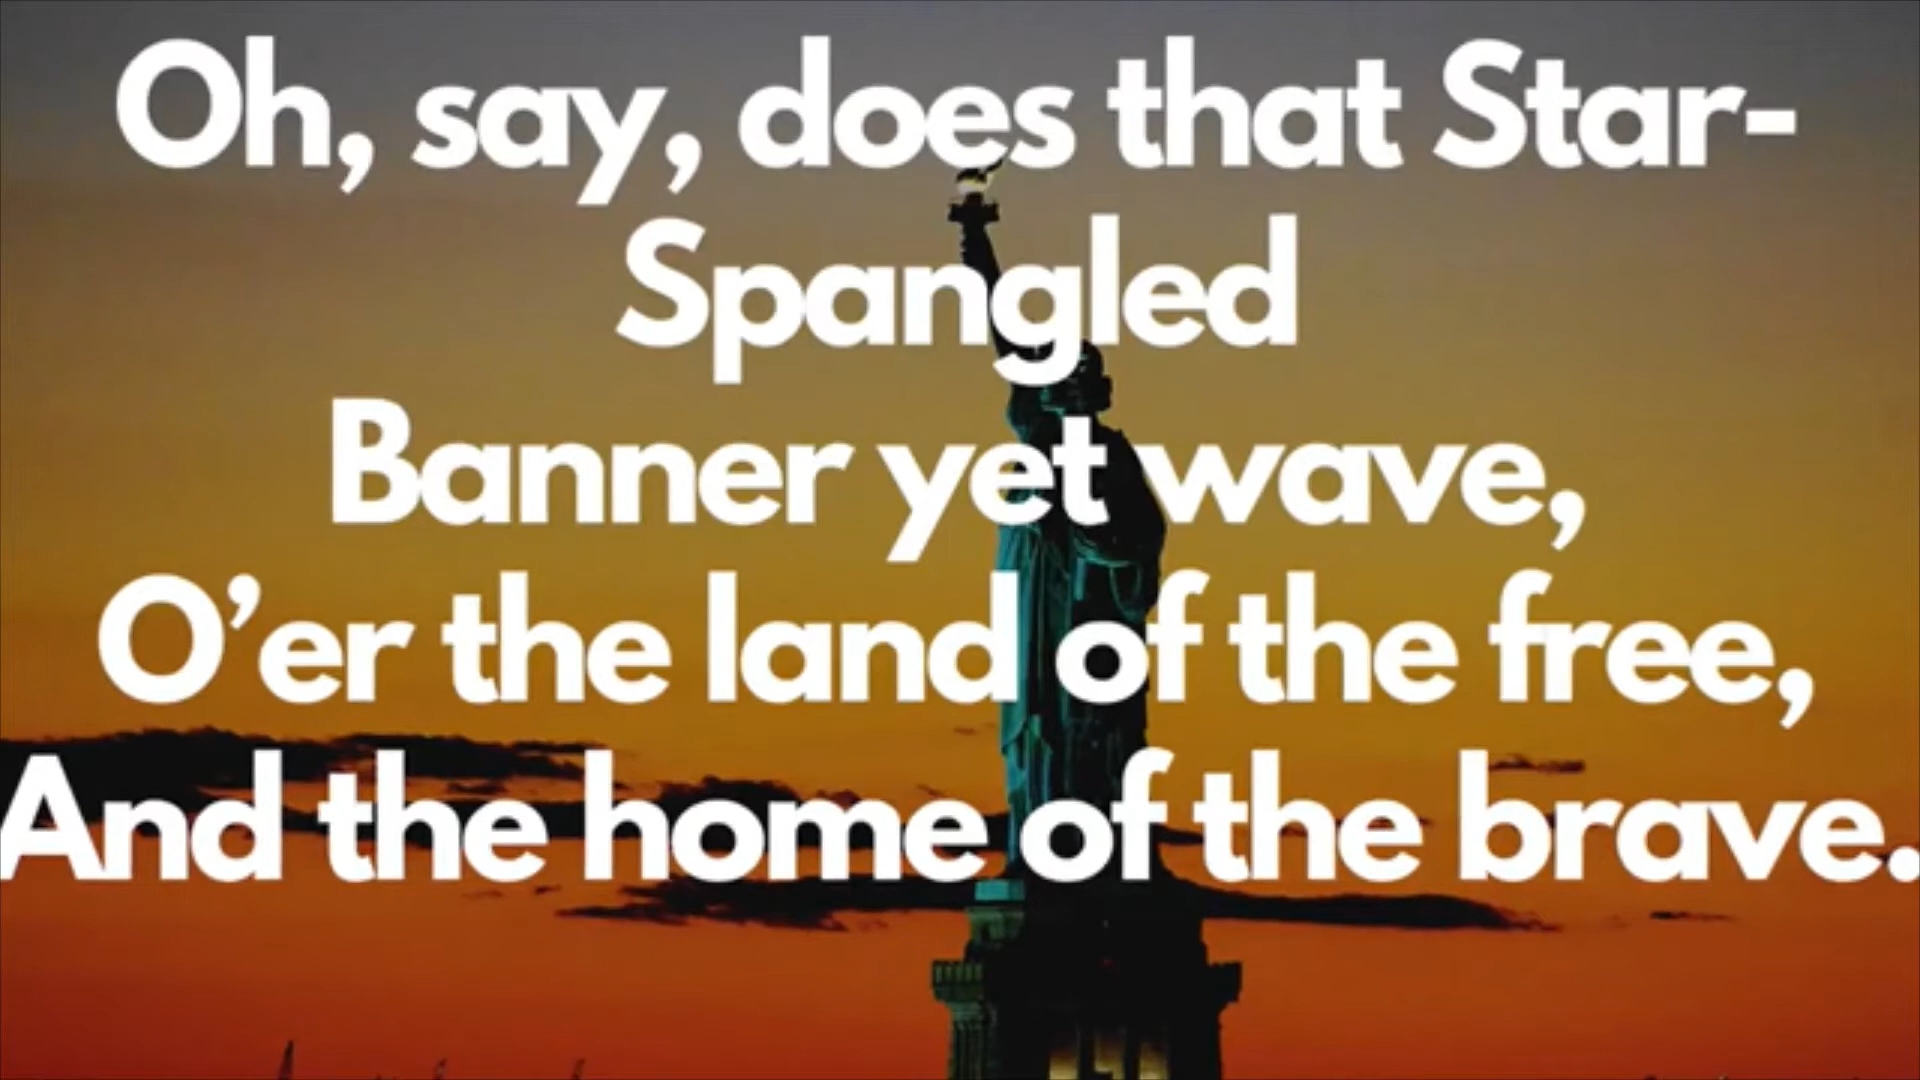 Oh, say, does that Star-
Spangled
Banner yet wave,
O’er the land of the free,
And the home of the brave.